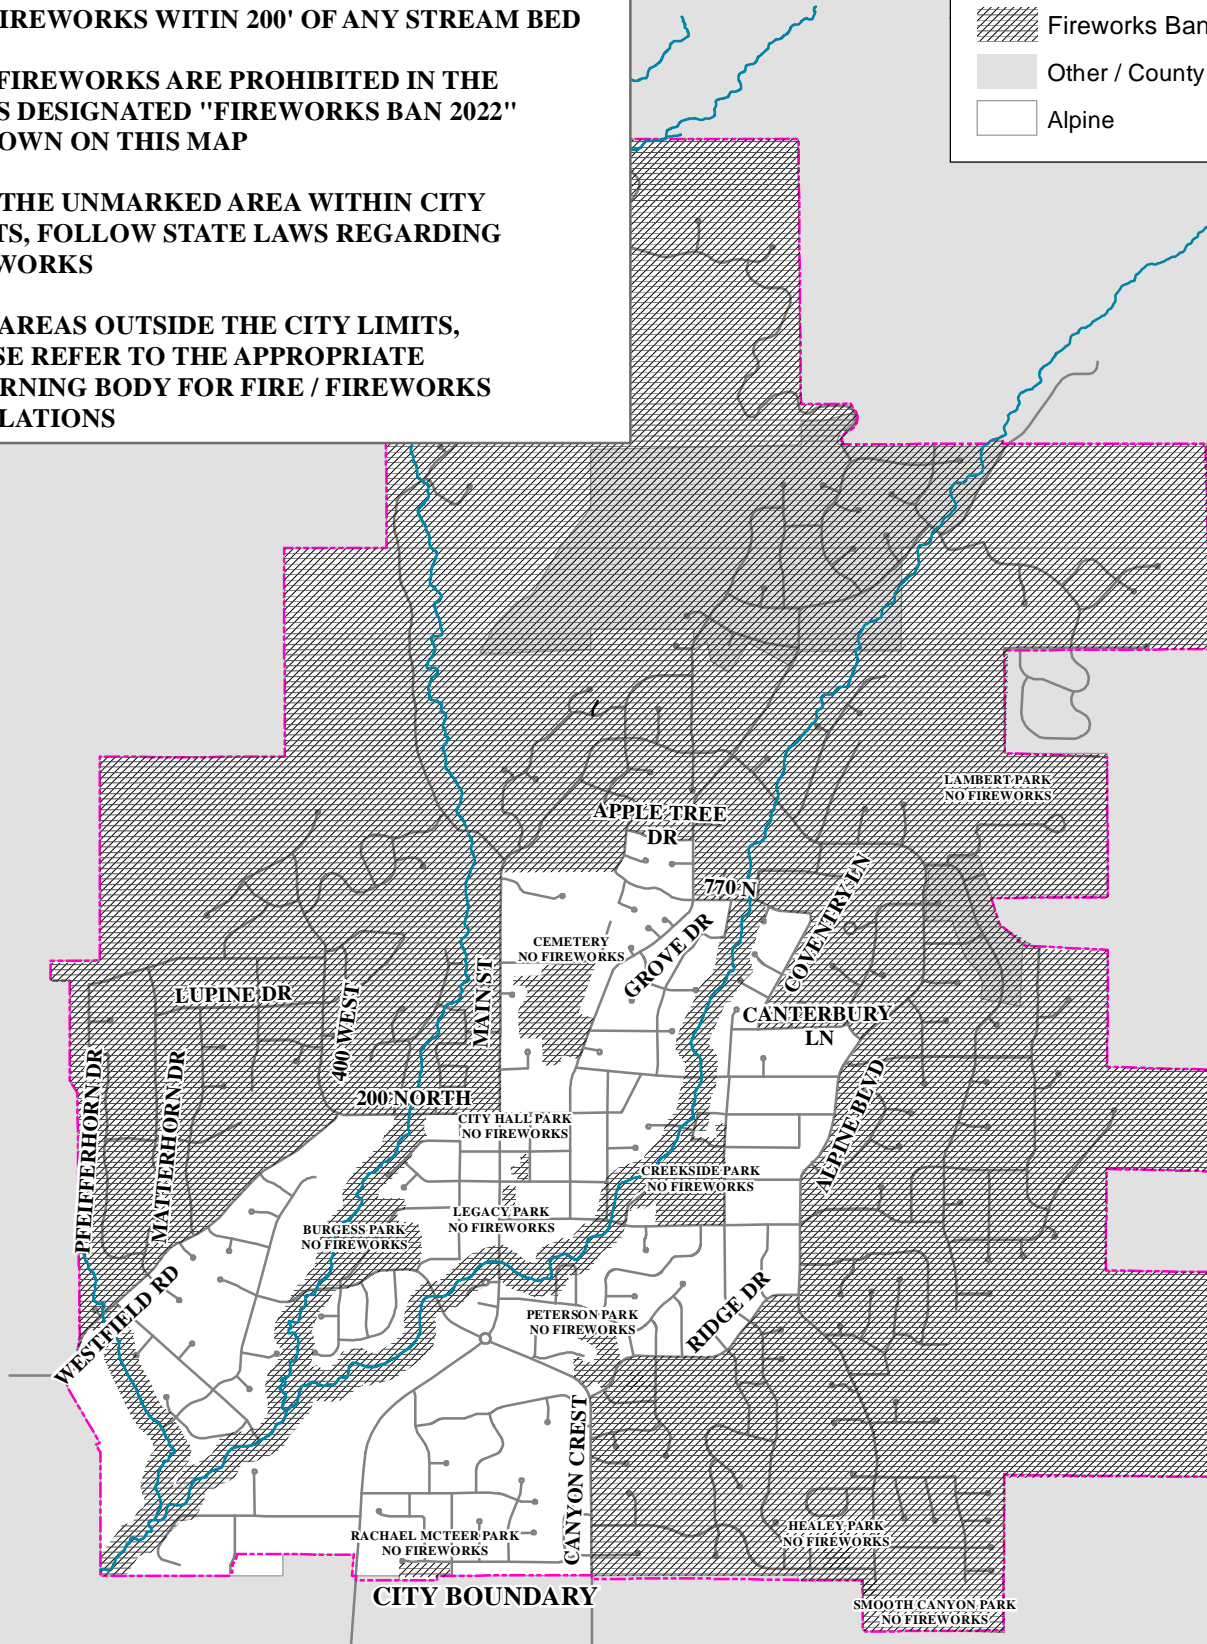 IREWORKS WITIN 200' OF ANY STREAM BED
FIREWORKS ARE PROHIBITED IN THE
S DESIGNATED "FIREWORKS BAN 2022"
OWN ON THIS MAP
THE UNMARKED AREA WITHIN CITY
TS, FOLLOW STATE LAWS REGARDING
WORKS
AREAS OUTSIDE THE CITY LIMITS,
SE REFER TO THE APPROPRIATE
RNING BODY FOR FIRE / FIREWORKS
LATIONS
Fireworks Ban
Other / County
Alpine
LAMBERT PARK
NO FIREWORKS
APPLE TREE
DR
770 N
COVENTRY LN
CEMETERY
NO FIREWORKS
GROVE DR
LUPINE DR
400 WEST
MAIN ST
CANTERBURY
LN
PFEIFFERHORN DR
MATTERHORN DR
200 NORTH
ALPINE BLVD
CITY HALL PARK
NO FIREWORKS
CREEKSIDE PARK
NO FIREWORKS
LEGACY PARK
NO FIREWORKS
BURGESS PARK
NO FIREWORKS
WESTFIELD RD
PETERSON PARK
NO FIREWORKS
RIDGE DR
CANYON CREST
RACHAEL MCTEER PARK
NO FIREWORKS
HEALEY PARK
NO FIREWORKS
CITY BOUNDARY
SMOOTH CANYON PARK
NO FIREWORKS